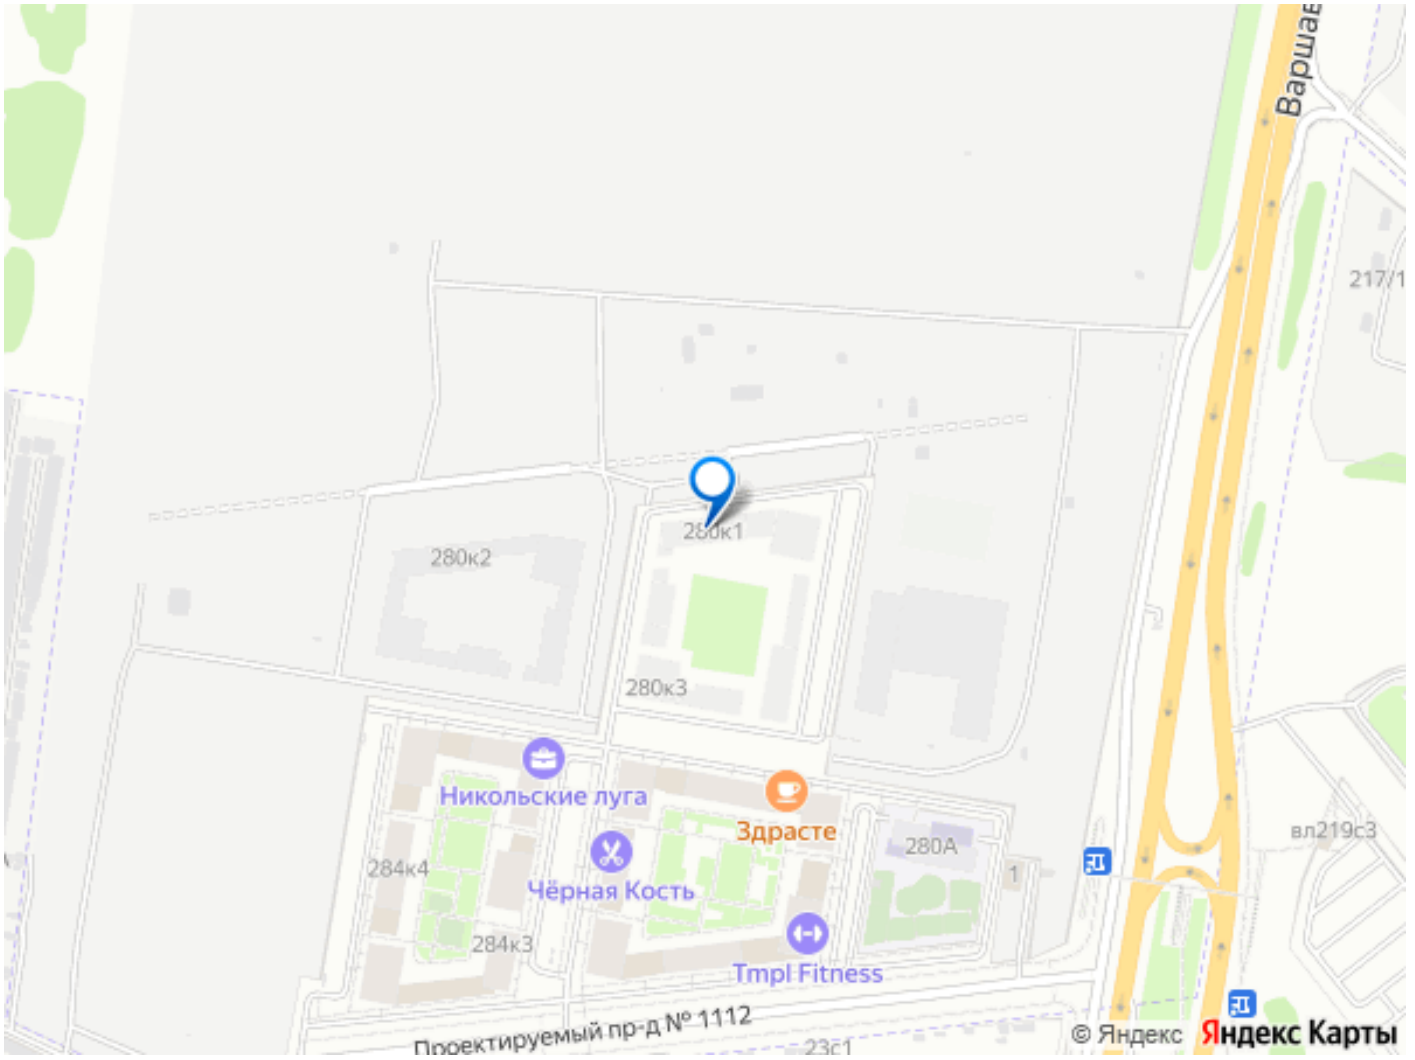 Варшав
217/1
280к1
280к2
280к3
Никольские луга
Здрасте
вл219с3
280А
284к4
1
Чёрная Кость
284к3
Tmpl Fitness
Проектируемый пр-д № 1112
23с1
© Яндекс Яндекс Карты